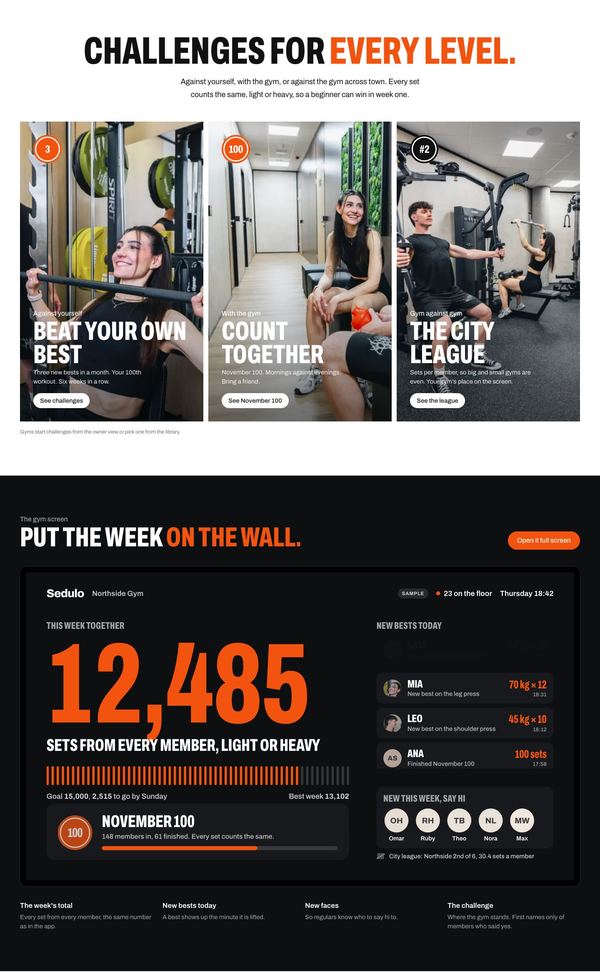 CHALLENGES FOR EVERY LEVEL.
Against yourself, with the gym, or against the gym across town. Every set
counts the same, light or heavy, so a beginner can win in week one.
3
SPIRIT
Against yourself
BEAT YOUR OWN
BEST
Three new bests in a month. Your 100th
workout. Six weeks in a row.
See challenges
100
With the gym
COUNT
TOGETHER
November 100. Mornings against evenings.
Bring a friend.
See November 100
#2
Gym against gym
THE CITY
LEAGUE
Sets per member, so big and small gyms are
even. Your gym's place on the screen.
See the league
Gyms start challenges from the owner view or pick one from the library.
The gym screen
PUT THE WEEK ON THE WALL.
Open it full screen
Sedulo Northside Gym
SAMPLE 23 on the floor Thursday 18:42
THIS WEEK TOGETHER
12,485
SETS FROM EVERY MEMBER, LIGHT OR HEAVY
Goal 15,000, 2,515 to go by Sunday
Best week 13,102
100
NOVEMBER 100
148 members in, 61 finished. Every set counts the same.
NEW BESTS TODAY
MIA 70 kg × 12
New best on the leg press 18:31
LEO 45 kg × 10
New best on the shoulder press 18:12
AS ANA 100 sets
Finished November 100 17:58
NEW THIS WEEK, SAY HI
OH RH TB NL MW
Omar Ruby Theo Nora Max
City league: Northside 2nd of 6, 30.4 sets a member
The week's total
Every set from every member, the same number
as in the app.
New bests today
A best shows up the minute it is lifted.
New faces
So regulars know who to say hi to.
The challenge
Where the gym stands. First names only of
members who said yes.